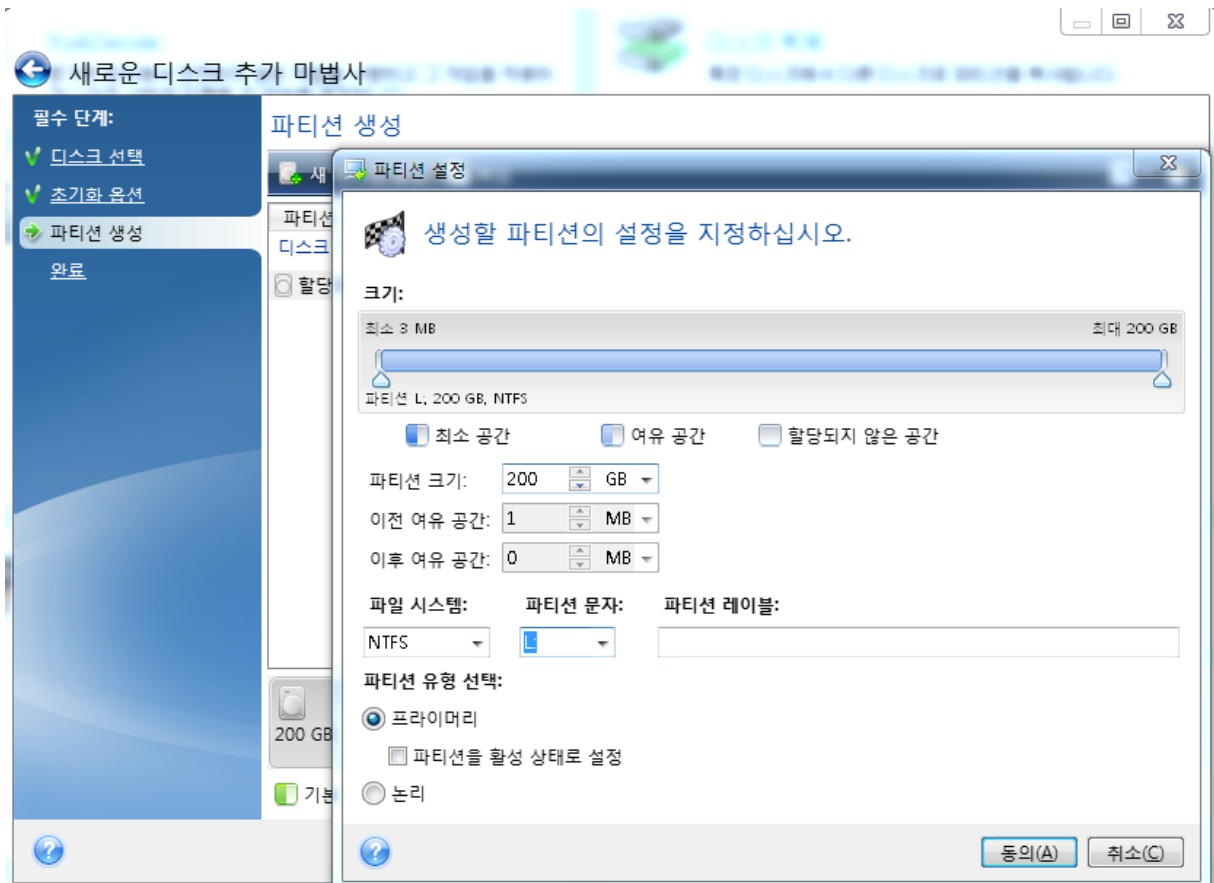 새로운 디스크 추가 마법사
필수 단계:
디스크 선택
초기화 옵션
파티션 생성
완료
파티션 생성
새
파티션
디스크
할당
200 GB
기본
파티션 설정
생성할 파티션의 설정을 지정하십시오.
크기:
최소 3 MB 최대 200 GB
파티션 L; 200 GB, NTFS
최소 공간 여유 공간 할당되지 않은 공간
파티션 크기: 200 GB
이전 여유 공간: 1 MB
이후 여유 공간: 0 MB
파일 시스템: 파티션 문자: 파티션 레이블:
NTFS L:
파티션 유형 선택:
프라이머리
파티션을 활성 상태로 설정
논리
동의(A) 취소(C)